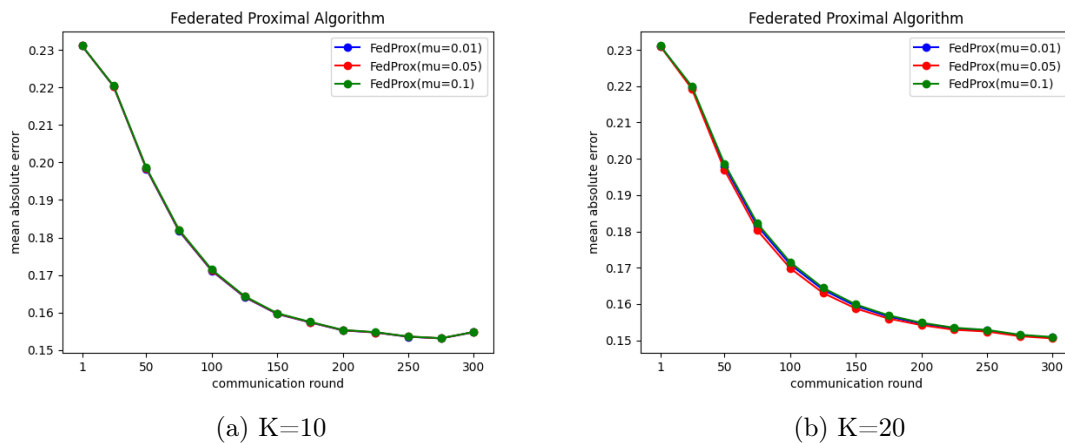 Federated Proximal Algorithm
FedProx(mu=0.01)
FedProx(mu=0.05)
FedProx(mu=0.1)
mean absolute error
0.23
0.22
0.21
0.20
0.19
0.18
0.17
0.16
0.15
1 50 100 150 200 250 300
communication round
(a) K=10
Federated Proximal Algorithm
FedProx(mu=0.01)
FedProx(mu=0.05)
FedProx(mu=0.1)
mean absolute error
0.23
0.22
0.21
0.20
0.19
0.18
0.17
0.16
0.15
1 50 100 150 200 250 300
communication round
(b) K=20